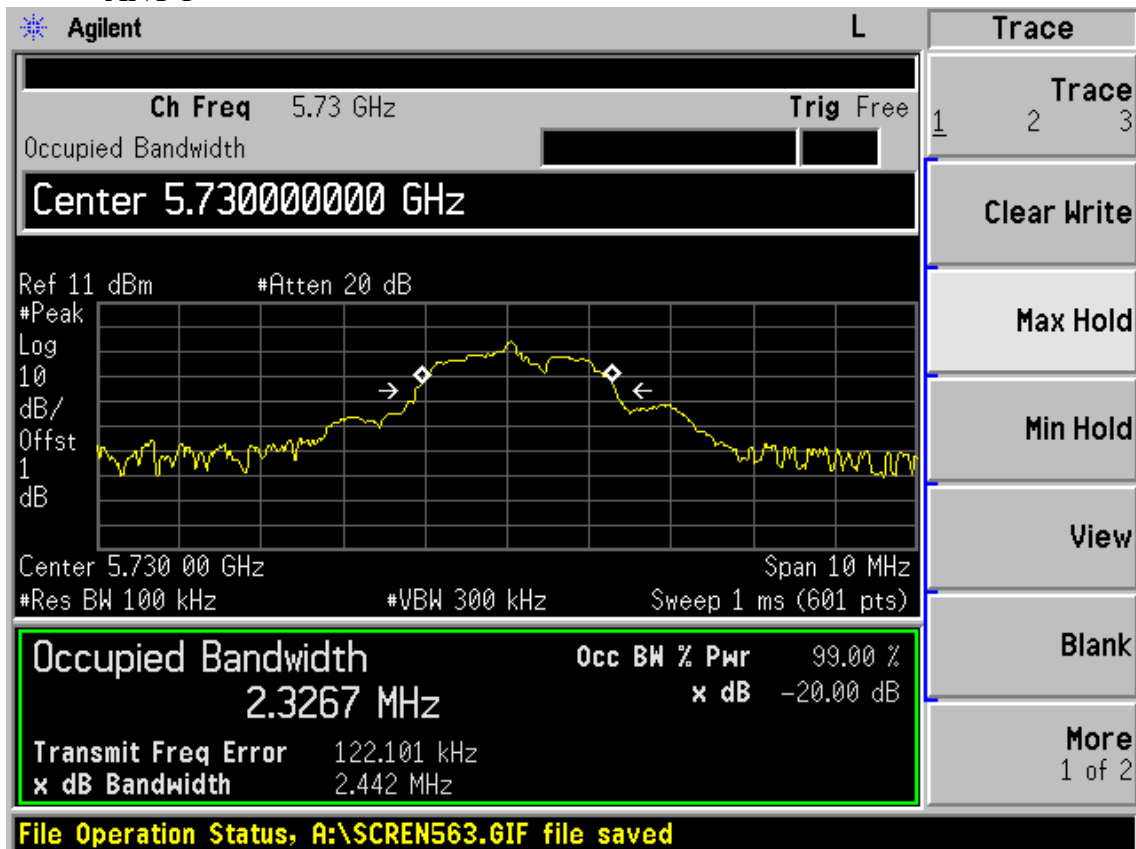 Agilent L Trace
Ch Freq 5.73 GHz Trig Free
Occupied Bandwidth
Trace
1 2 3
Center 5.730000000 GHz
Clear Write
Ref 11 dBm #Atten 20 dB
#Peak
Log
10
dB/
Offst
1
dB
Max Hold
Min Hold
View
Center 5.730 00 GHz Span 10 MHz
#Res BW 100 kHz #VBW 300 kHz Sweep 1 ms (601 pts)
Occupied Bandwidth Occ BW % Pwr 99.00 %
2.3267 MHz x dB -20.00 dB
Blank
Transmit Freq Error 122.101 kHz
x dB Bandwidth 2.442 MHz
More
1 of 2
File Operation Status, A:\SCREN563.GIF file saved